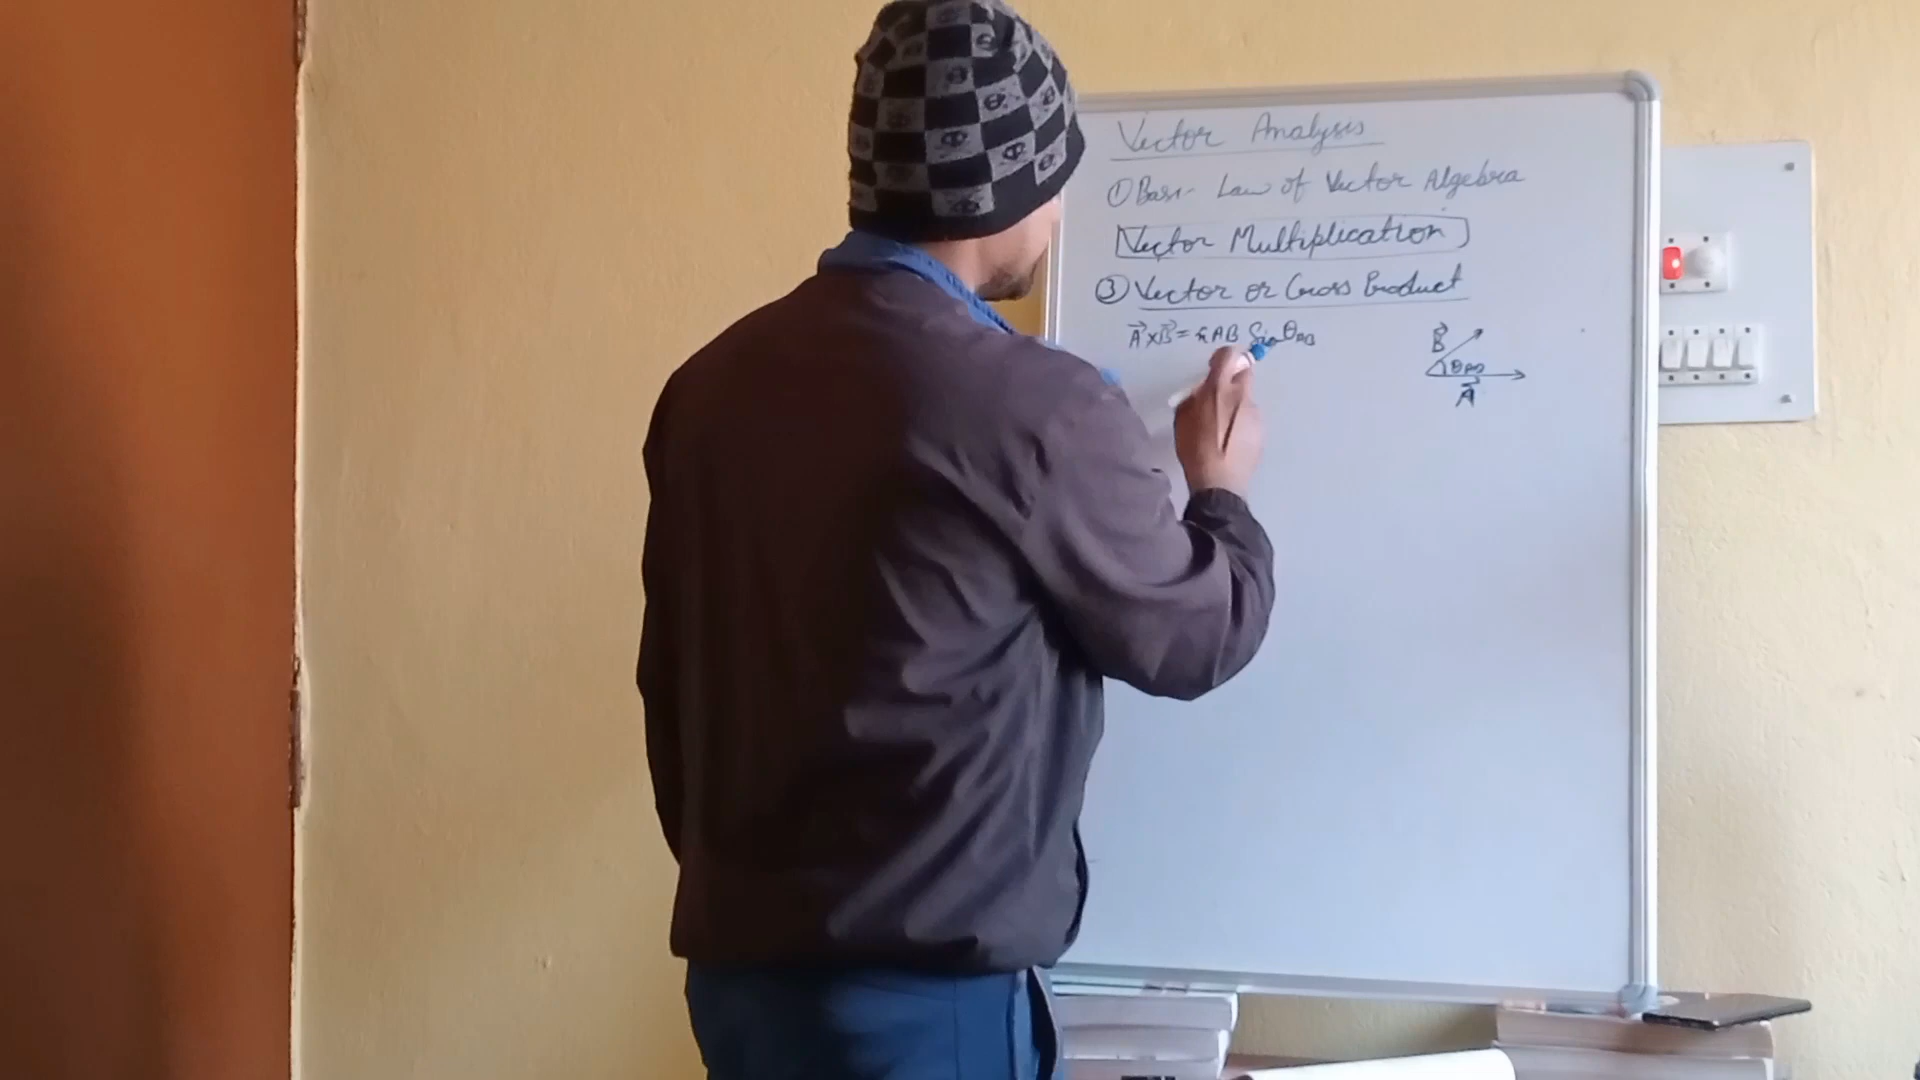 Vector Analysis
① Basic Law of Vector Algebra
Vector Multiplication
③ Vector or Cross Product
A⃗ × B⃗ = n̂ AB Sin θAB
B⃗
θAB
A⃗